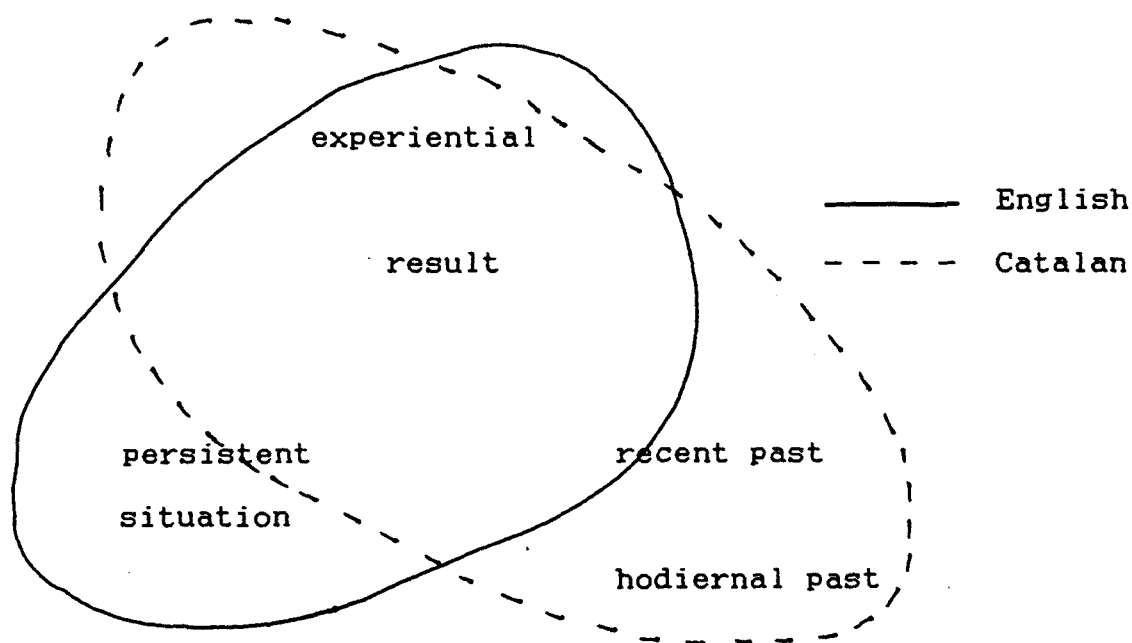 experiential
English
result
Catalan
persistent
recent past
situation
hodiernal past